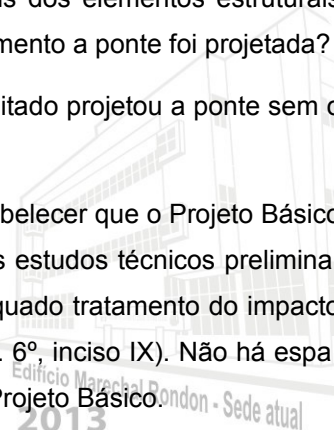 s dos elementos estruturais
mento a ponte foi projetada?
itado projetou a ponte sem c
belecer que o Projeto Básico
s estudos técnicos prelimina
quado tratamento do impacto
. 6º, inciso IX). Não há espa
Projeto Básico.
Edifício Marechal Rondon - Sede atual
2013